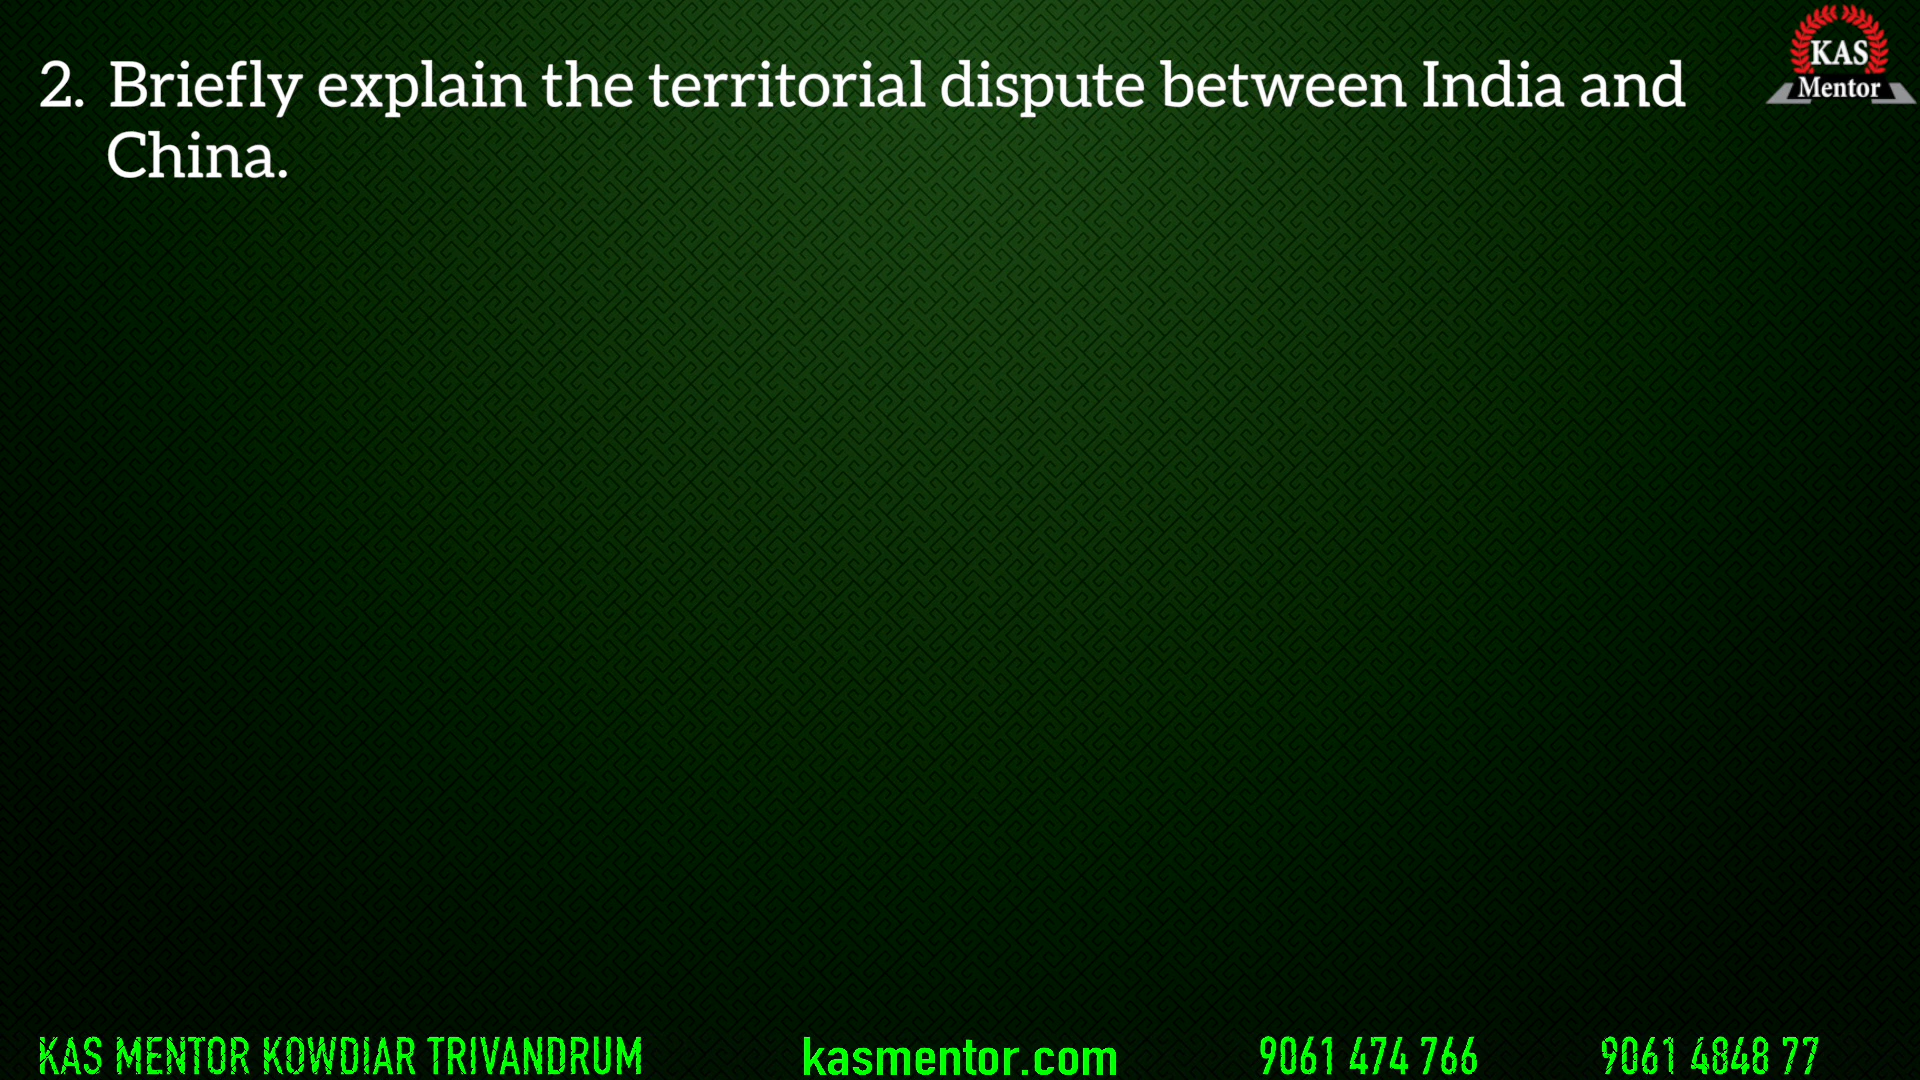 2. Briefly explain the territorial dispute between India and
China.
KAS
Mentor
KAS MENTOR KOWDIAR TRIVANDRUM kasmentor.com 9061 474 766 9061 4848 77